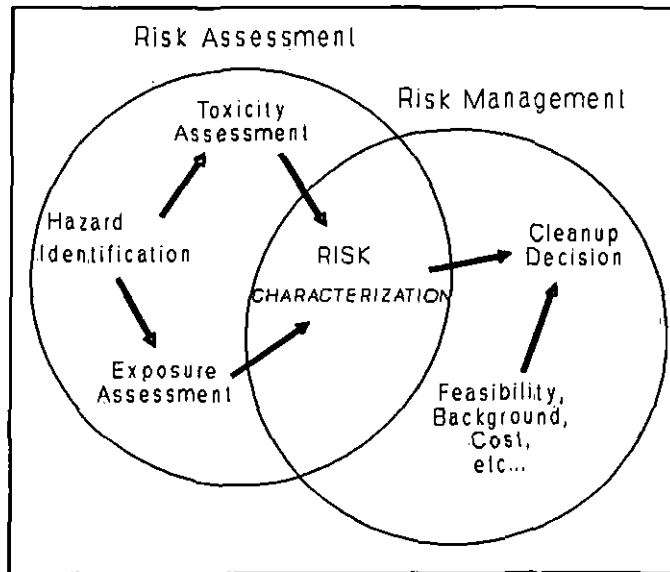 Risk Assessment
Risk Management
Toxicity
Assessment
Hazard
Identification
RISK
CHARACTERIZATION
Cleanup
Decision
Exposure
Assessment
Feasibility,
Background,
Cost,
etc...